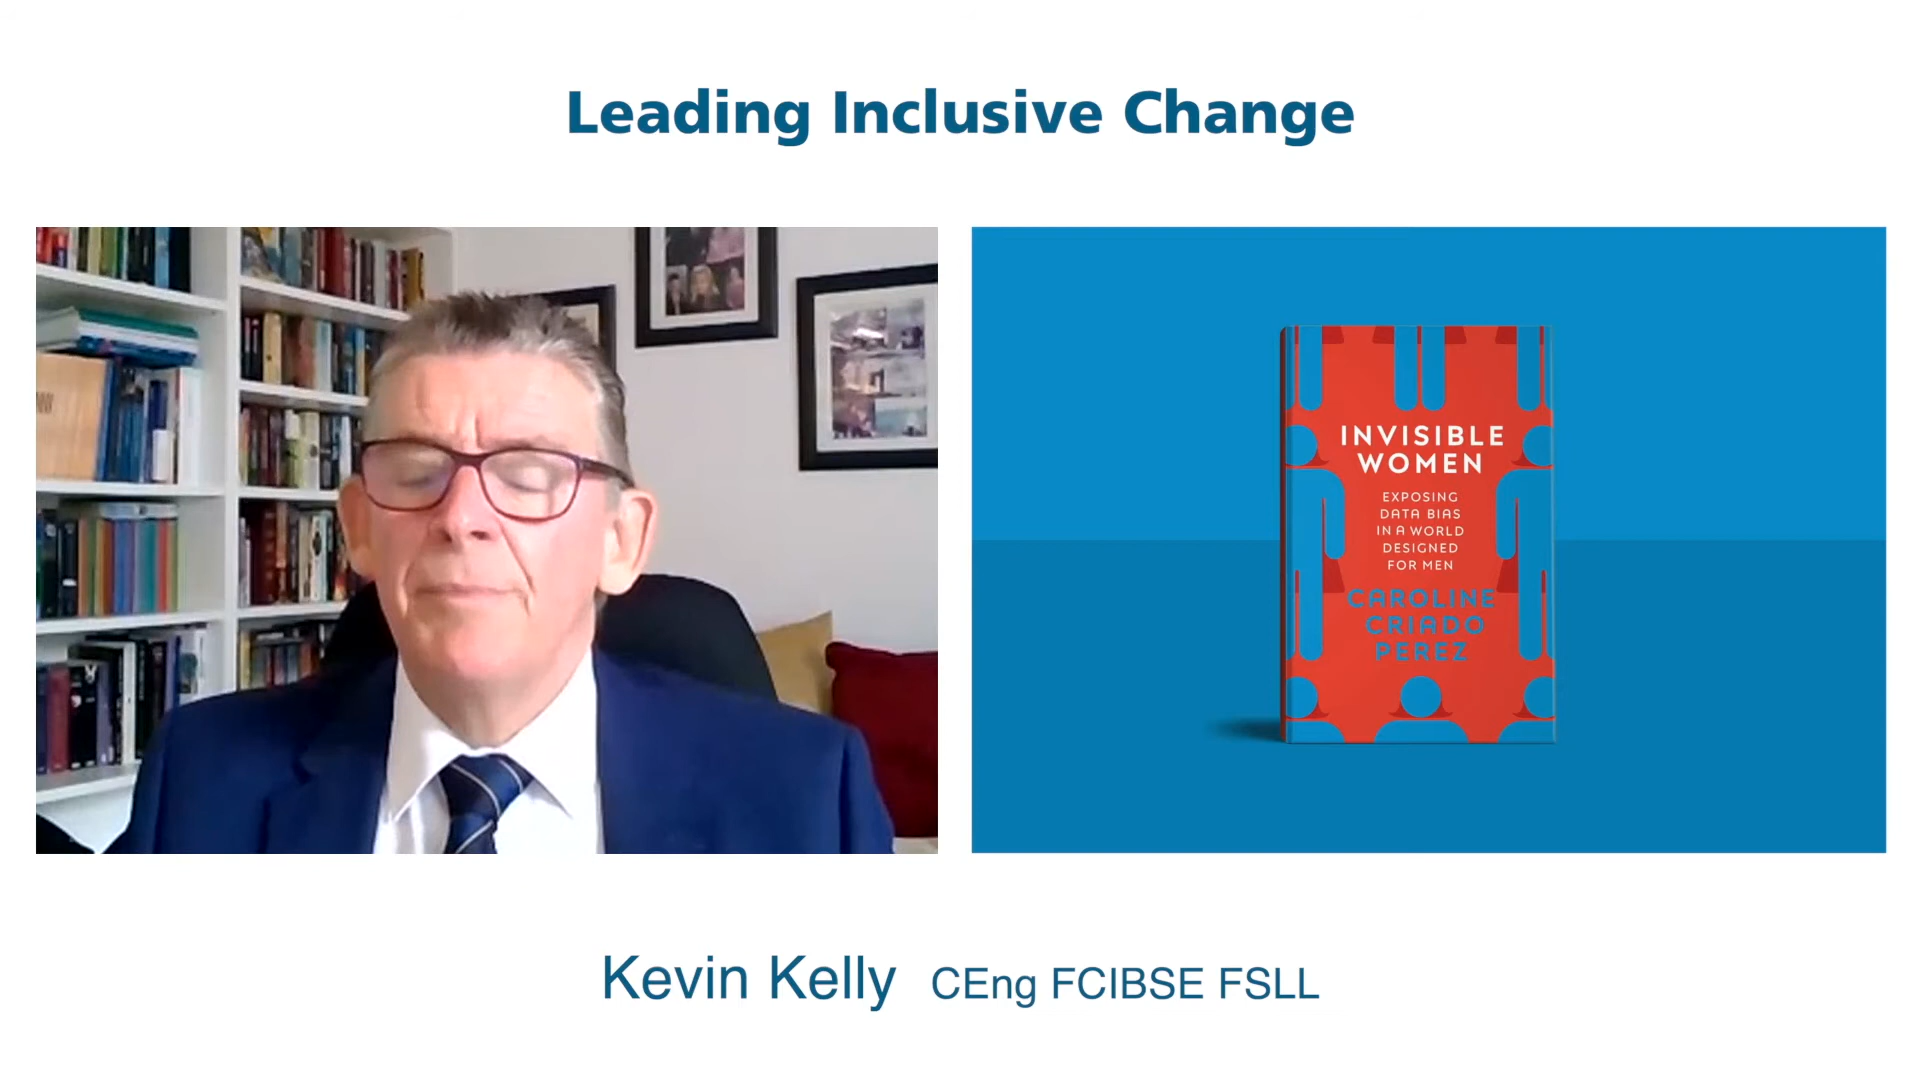 Leading Inclusive Change
INVISIBLE
WOMEN
EXPOSING
DATA BIAS
IN A WORLD
DESIGNED
FOR MEN
CAROLINE
CRIADO
PEREZ
Kevin Kelly CEng FCIBSE FSLL